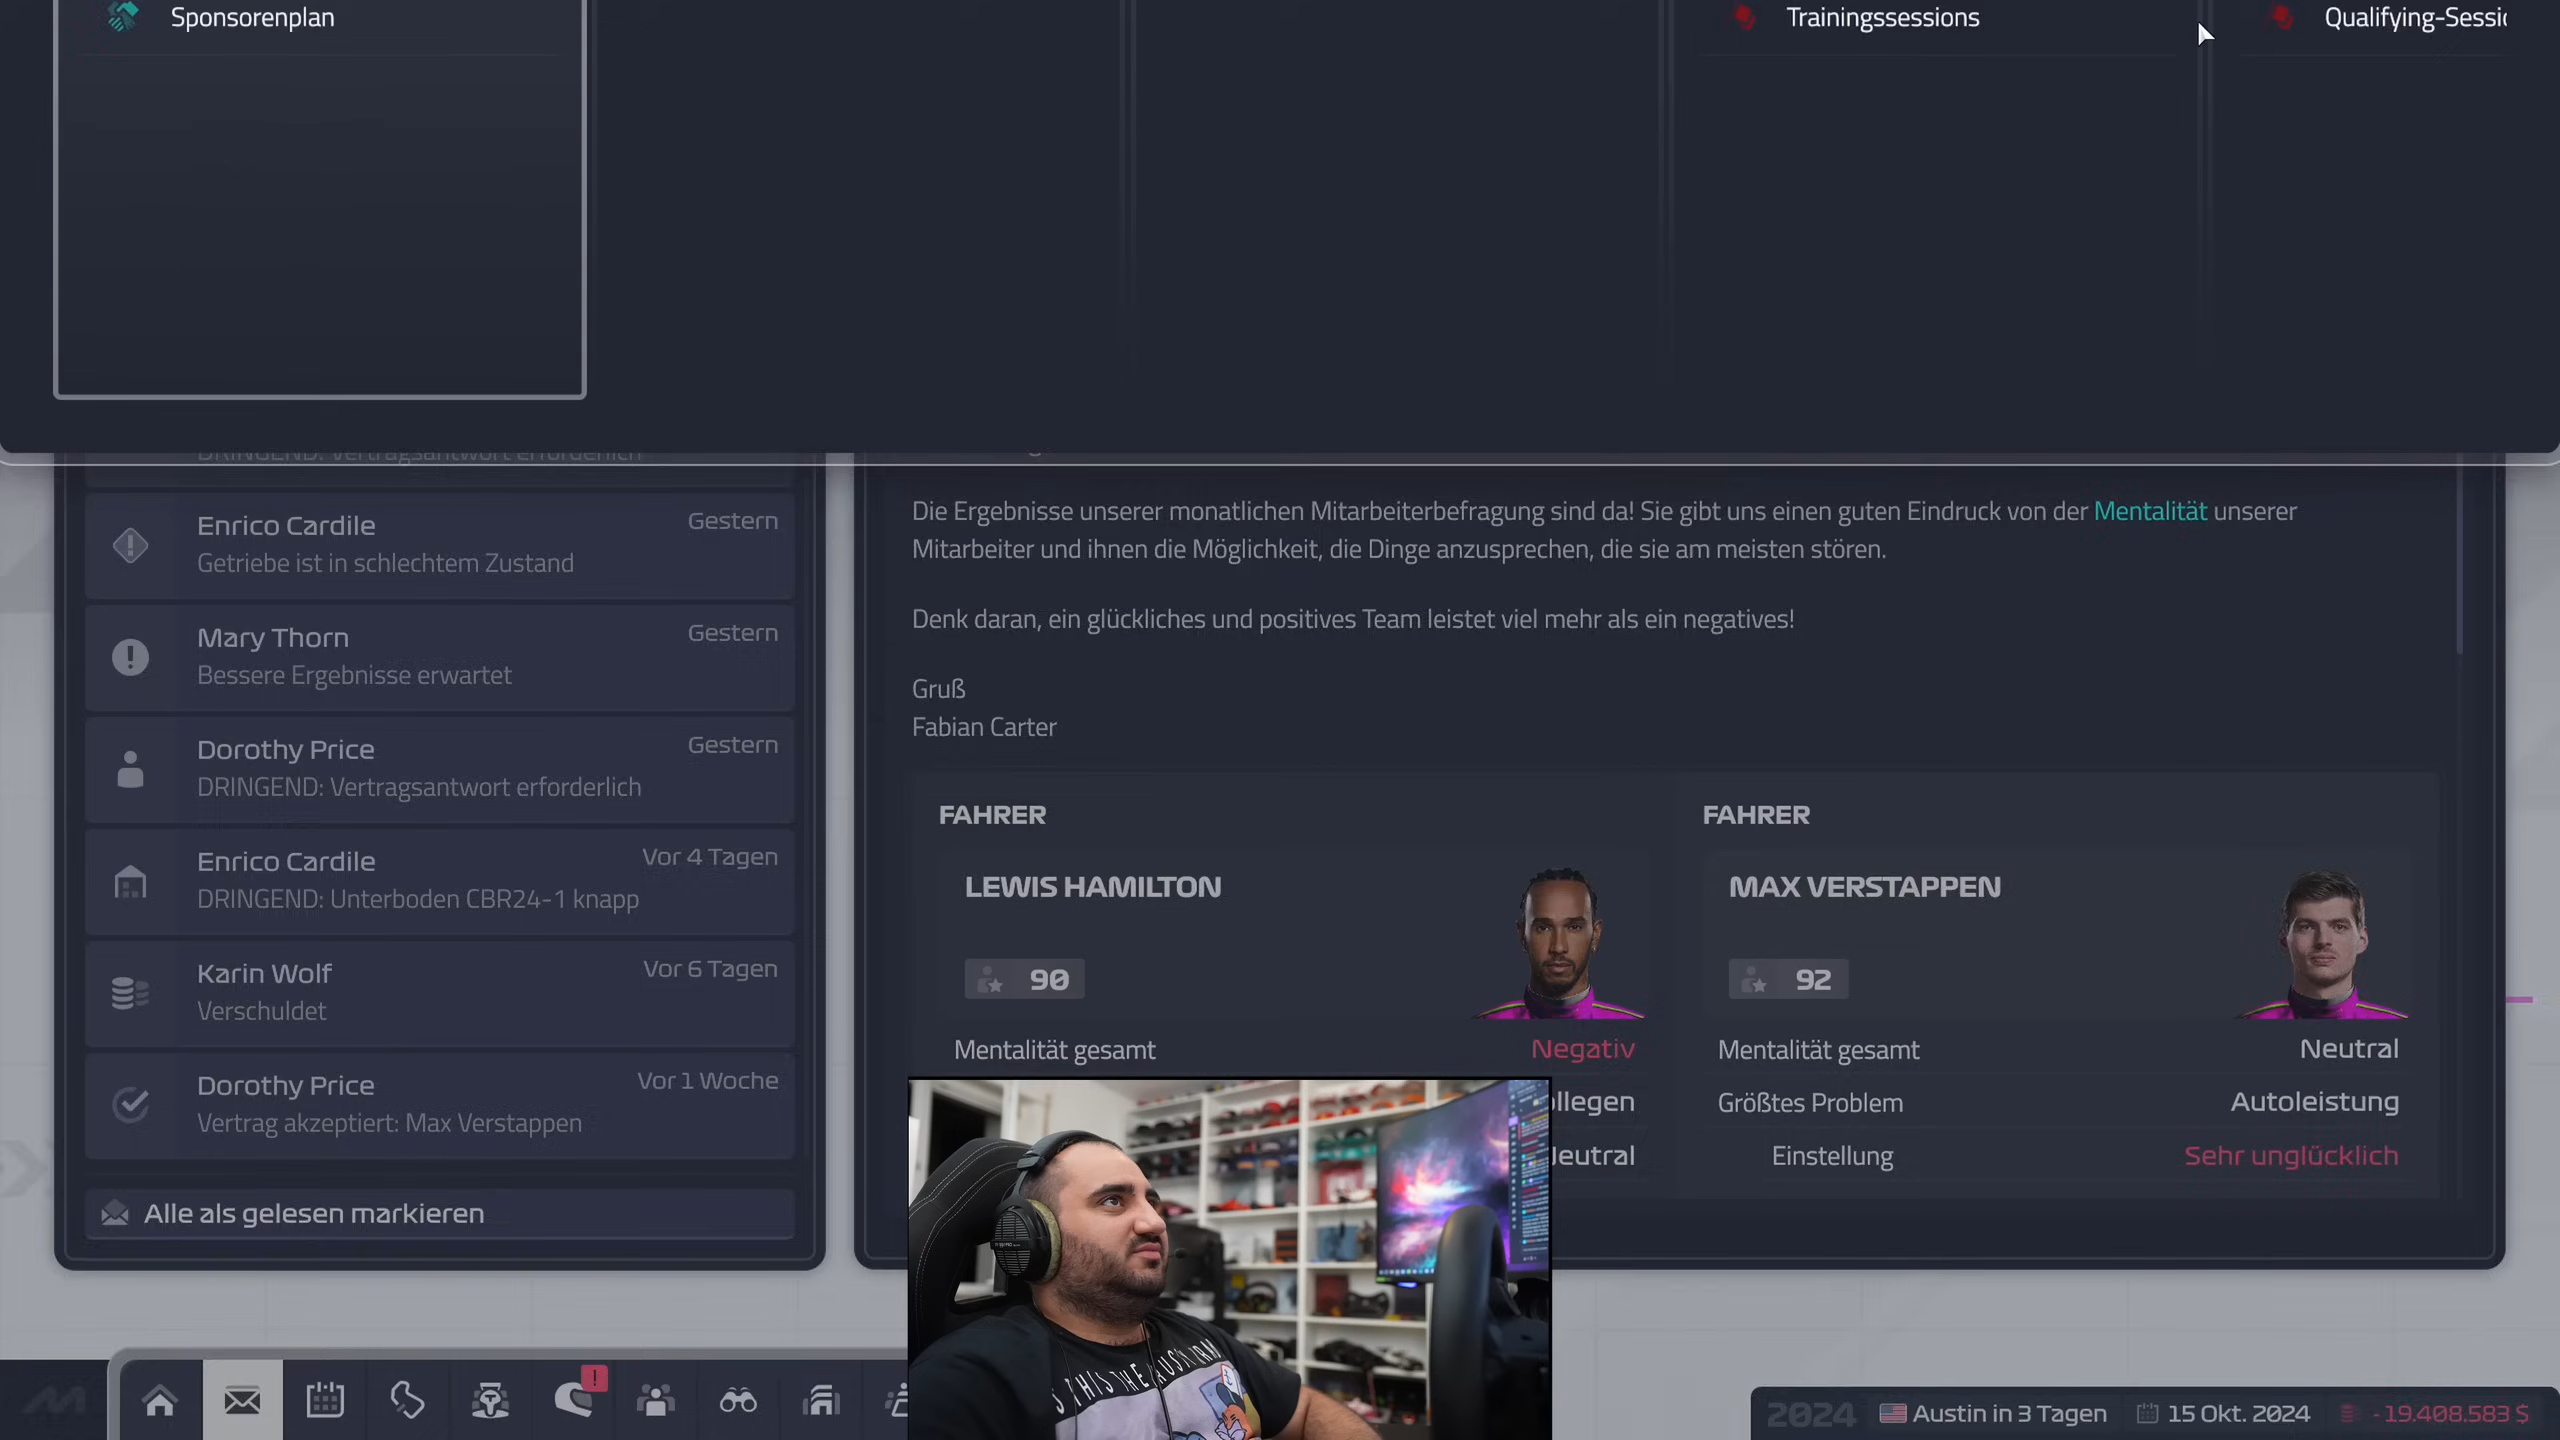 Sponsorenplan
Trainingssessions
Qualifying-Sessi
DRINGEND: Vertragsantwort erforderlich
Enrico Cardile
Gestern
Getriebe ist in schlechtem Zustand
Mary Thorn
Gestern
Bessere Ergebnisse erwartet
Dorothy Price
Gestern
DRINGEND: Vertragsantwort erforderlich
Enrico Cardile
Vor 4 Tagen
DRINGEND: Unterboden CBR24-1 knapp
Karin Wolf
Vor 6 Tagen
Verschuldet
Dorothy Price
Vor 1 Woche
Vertrag akzeptiert: Max Verstappen
Alle als gelesen markieren
Die Ergebnisse unserer monatlichen Mitarbeiterbefragung sind da! Sie gibt uns einen guten Eindruck von der Mentalität unserer
Mitarbeiter und ihnen die Möglichkeit, die Dinge anzusprechen, die sie am meisten stören.
Denk daran, ein glückliches und positives Team leistet viel mehr als ein negatives!
Gruß
Fabian Carter
FAHRER
LEWIS HAMILTON
90
Mentalität gesamt
Negativ
ollegen
Neutral
FAHRER
MAX VERSTAPPEN
92
Mentalität gesamt
Neutral
Größtes Problem
Autoleistung
Einstellung
Sehr unglücklich
2024
Austin in 3 Tagen
15 Okt. 2024
-19.408.583 $